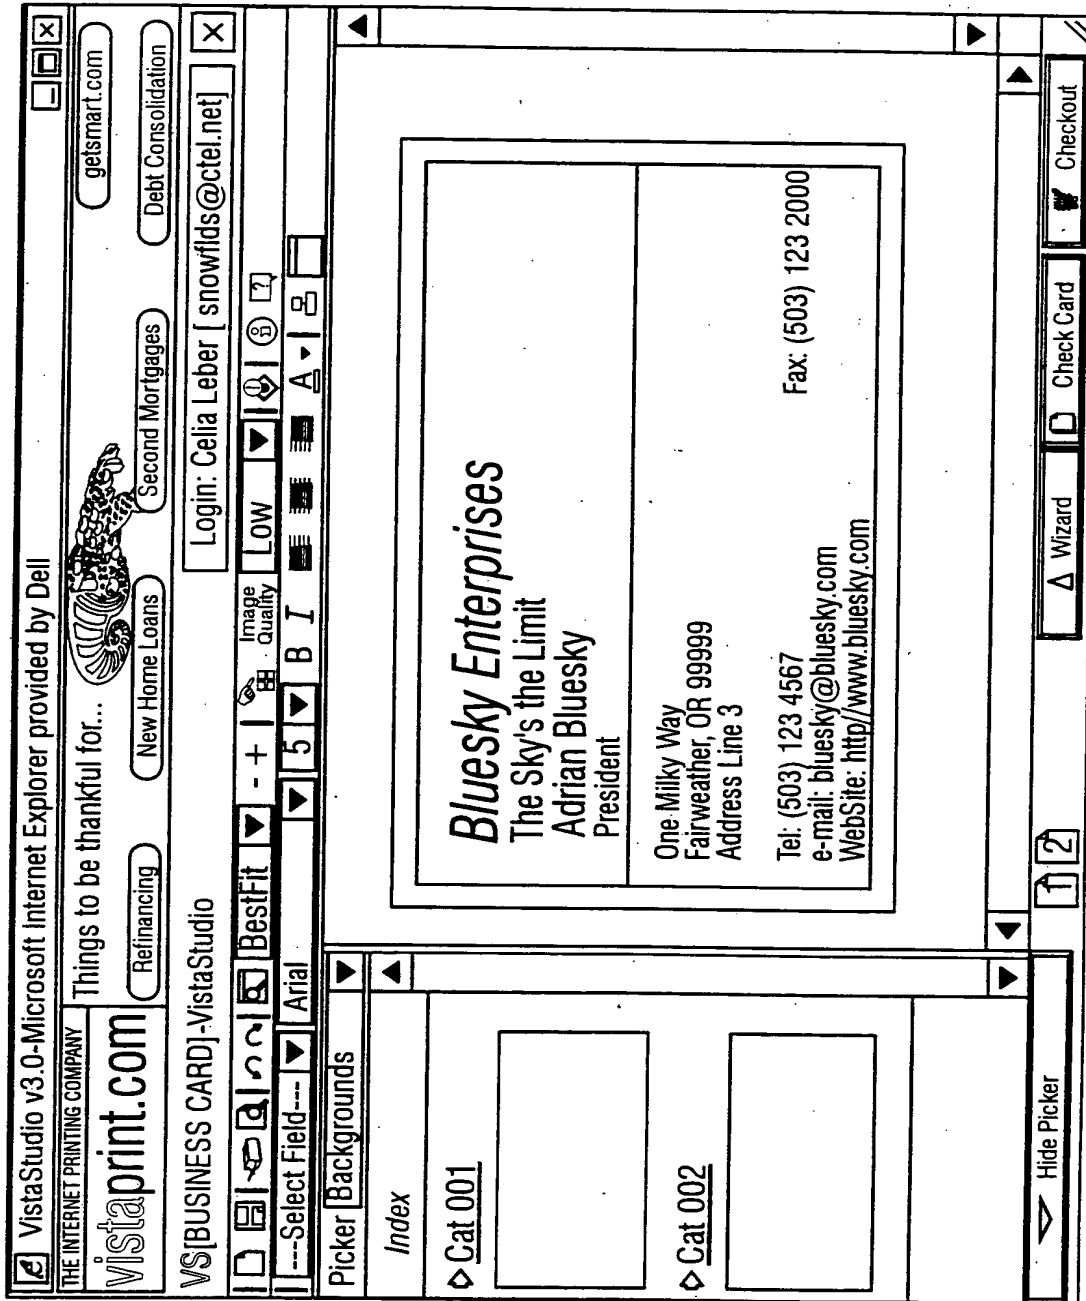 VistaStudio v3.0-Microsoft Internet Explorer provided by Dell
THE INTERNET PRINTING COMPANY
vistaprint.com
Things to be thankful for...
getsmart.com
Refinancing
New Home Loans
Second Mortgages
Debt Consolidation
VS[BUSINESS CARD]-VistaStudio
Login: Celia Leber [ snowflds@ctel.net]
BestFit - + Image Quality Low
---Select Field--- Arial 5 B I A
Picker Backgrounds
Index
Cat 001
Cat 002
Bluesky Enterprises
The Sky's the Limit
Adrian Bluesky
President
One Milky Way
Fairweather, OR 99999
Address Line 3
Tel: (503) 123 4567 Fax: (503) 123 2000
e-mail: bluesky@bluesky.com
WebSite: http//www.bluesky.com
Hide Picker
1 2
Wizard
Check Card
Checkout